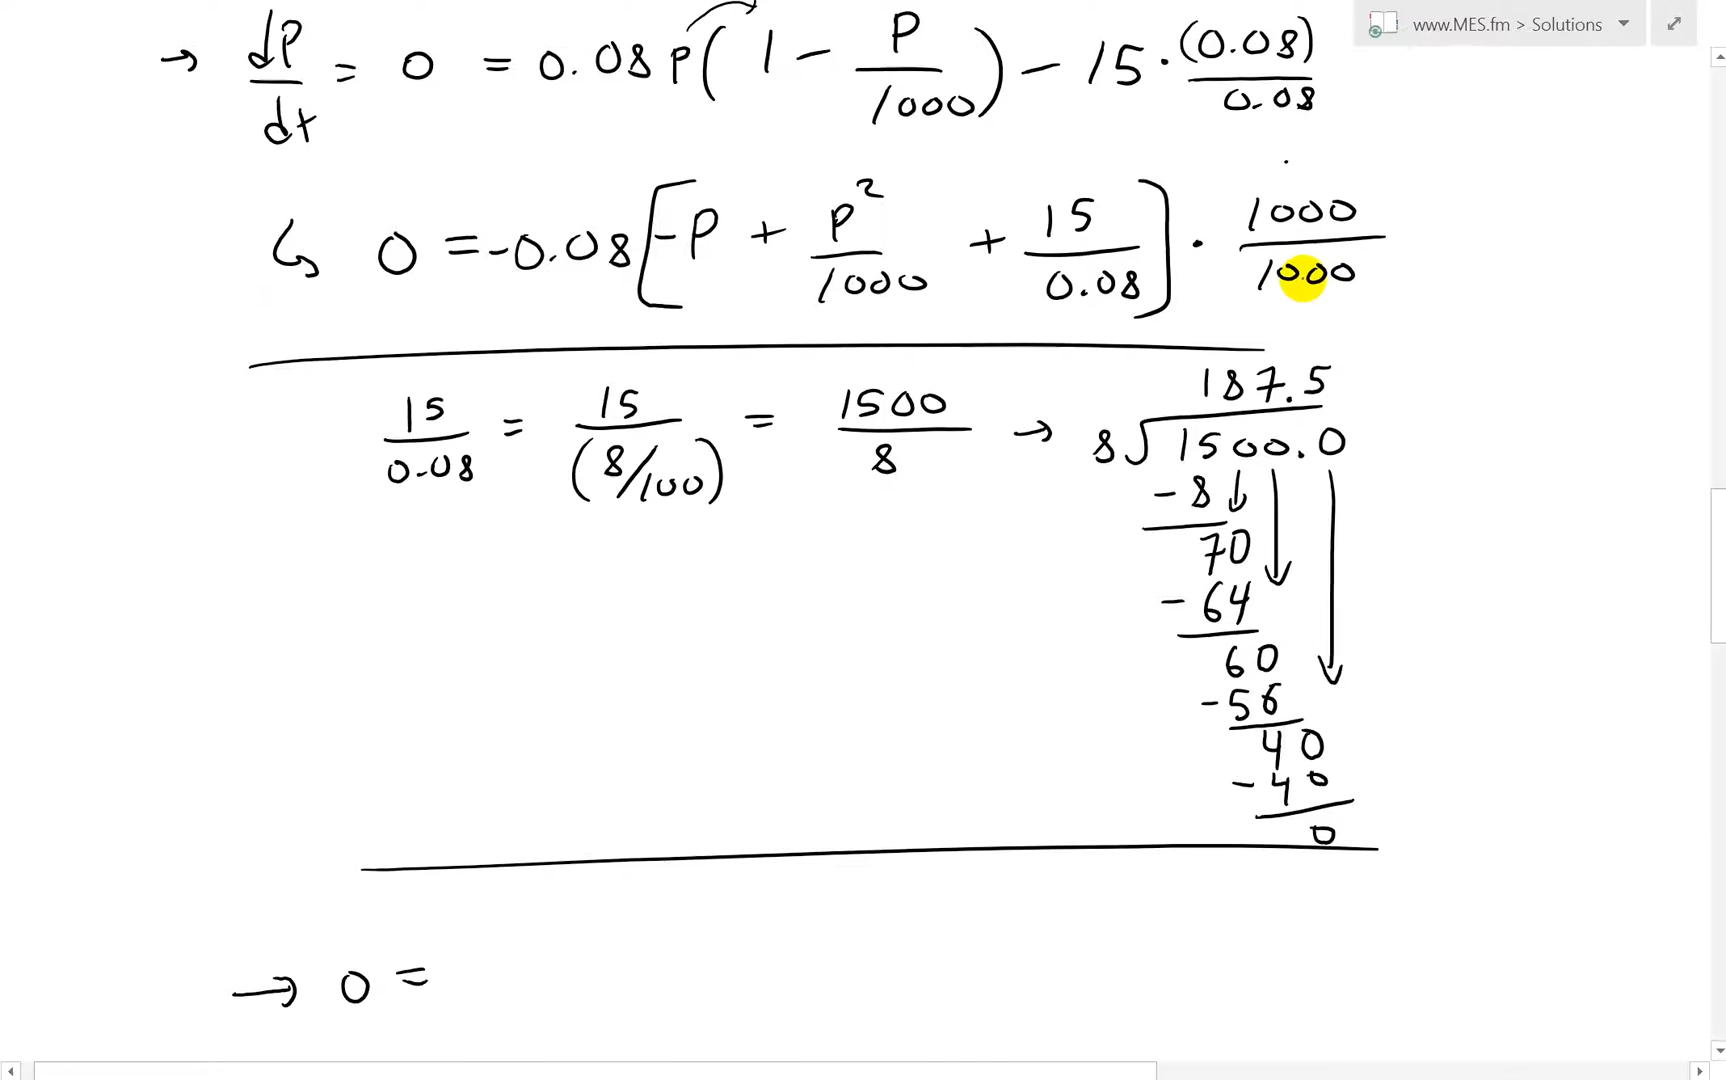 www.MES.fm > Solutions
→ dP/dt = 0 = 0.08P(1 − P/1000) − 15·(0.08)/0.08
↳ 0 = -0.08[-P + P²/1000 + 15/0.08] · 1000/1000
15/0.08 = 15/(8/100) = 1500/8 → 187.5
8√1500.0
-8
70
- 64
60
-56
40
-40
0
→ 0 =